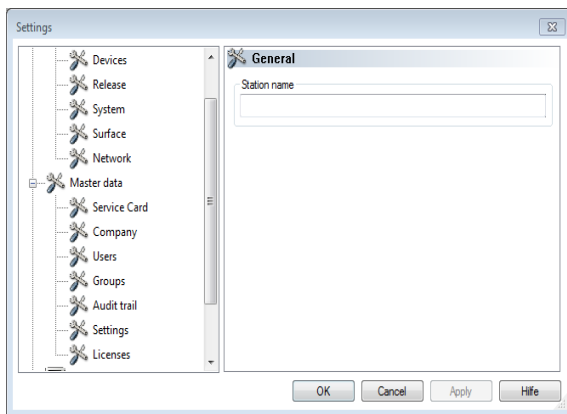 Settings
Devices
Release
System
Surface
Network
Master data
Service Card
Company
Users
Groups
Audit trail
Settings
Licenses
General
Station name
OK
Cancel
Apply
Hilfe